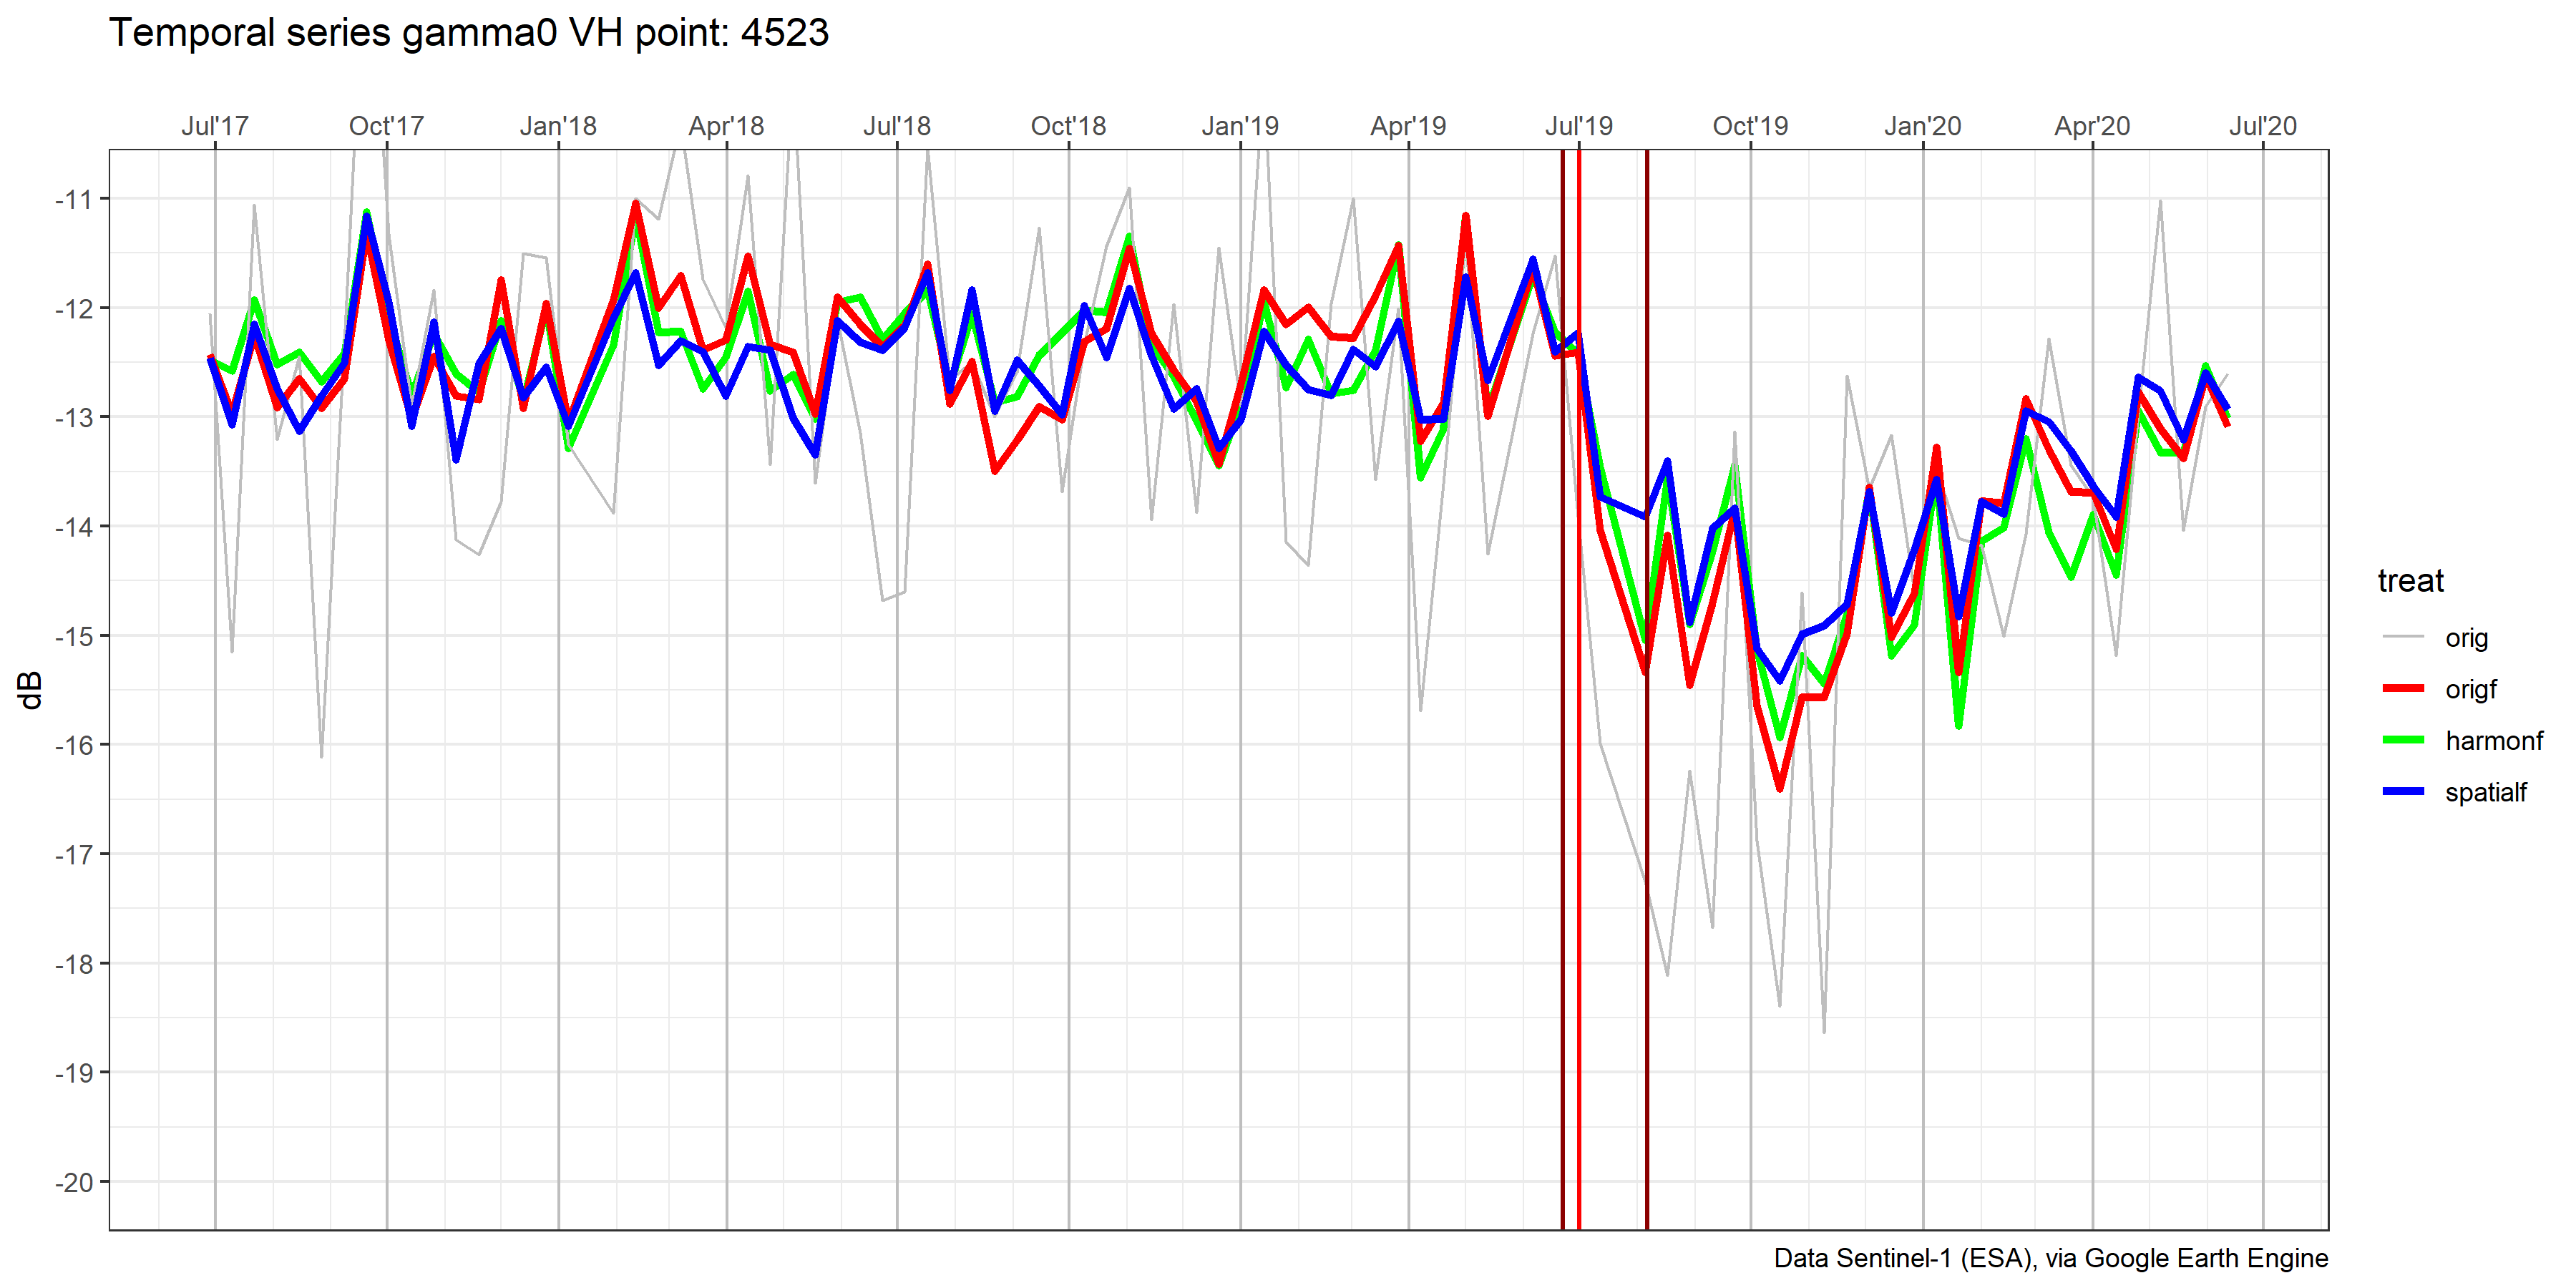 Temporal series gamma0 VH point: 4523
Jul'17 Oct'17 Jan'18 Apr'18 Jul'18 Oct'18 Jan'19 Apr'19 Jul'19 Oct'19 Jan'20 Apr'20 Jul'20
-11
-12
-13
-14
-15
-16
-17
-18
-19
-20
dB
treat
orig
origf
harmonf
spatialf
Data Sentinel-1 (ESA), via Google Earth Engine